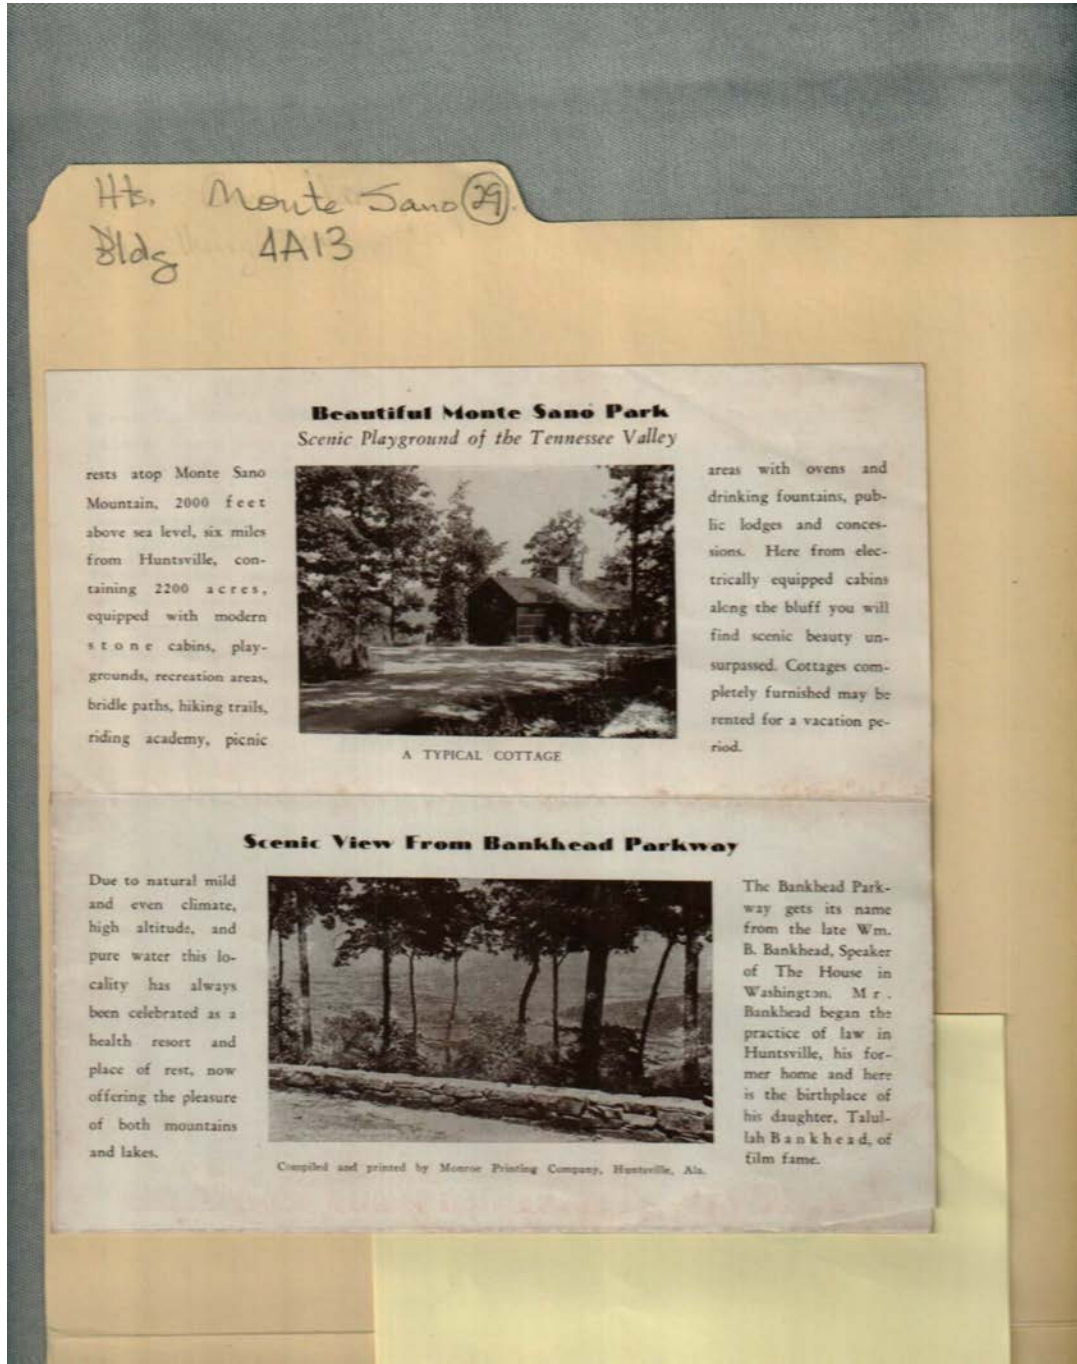 Hts. Monte Sano 29
Bldg 4A13
Beautiful Monte Sano Park
Scenic Playground of the Tennessee Valley
rests atop Monte Sano
Mountain, 2000 feet
above sea level, six miles
from Huntsville, con-
taining 2200 acres,
equipped with modern
stone cabins, play-
grounds, recreation areas,
bridle paths, hiking trails,
riding academy, picnic
A TYPICAL COTTAGE
areas with ovens and
drinking fountains, pub-
lic lodges and conces-
sions. Here from elec-
trically equipped cabins
along the bluff you will
find scenic beauty un-
surpassed. Cottages com-
pletely furnished may be
rented for a vacation pe-
riod.
Scenic View From Bankhead Parkway
Due to natural mild
and even climate,
high altitude, and
pure water this lo-
cality has always
been celebrated as a
health resort and
place of rest, now
offering the pleasure
of both mountains
and lakes.
Compiled and printed by Monroe Printing Company, Huntsville, Ala.
The Bankhead Park-
way gets its name
from the late Wm.
B. Bankhead, Speaker
of The House in
Washington. Mr.
Bankhead began the
practice of law in
Huntsville, his for-
mer home and here
is the birthplace of
his daughter, Talul-
lah Bankhead, of
film fame.